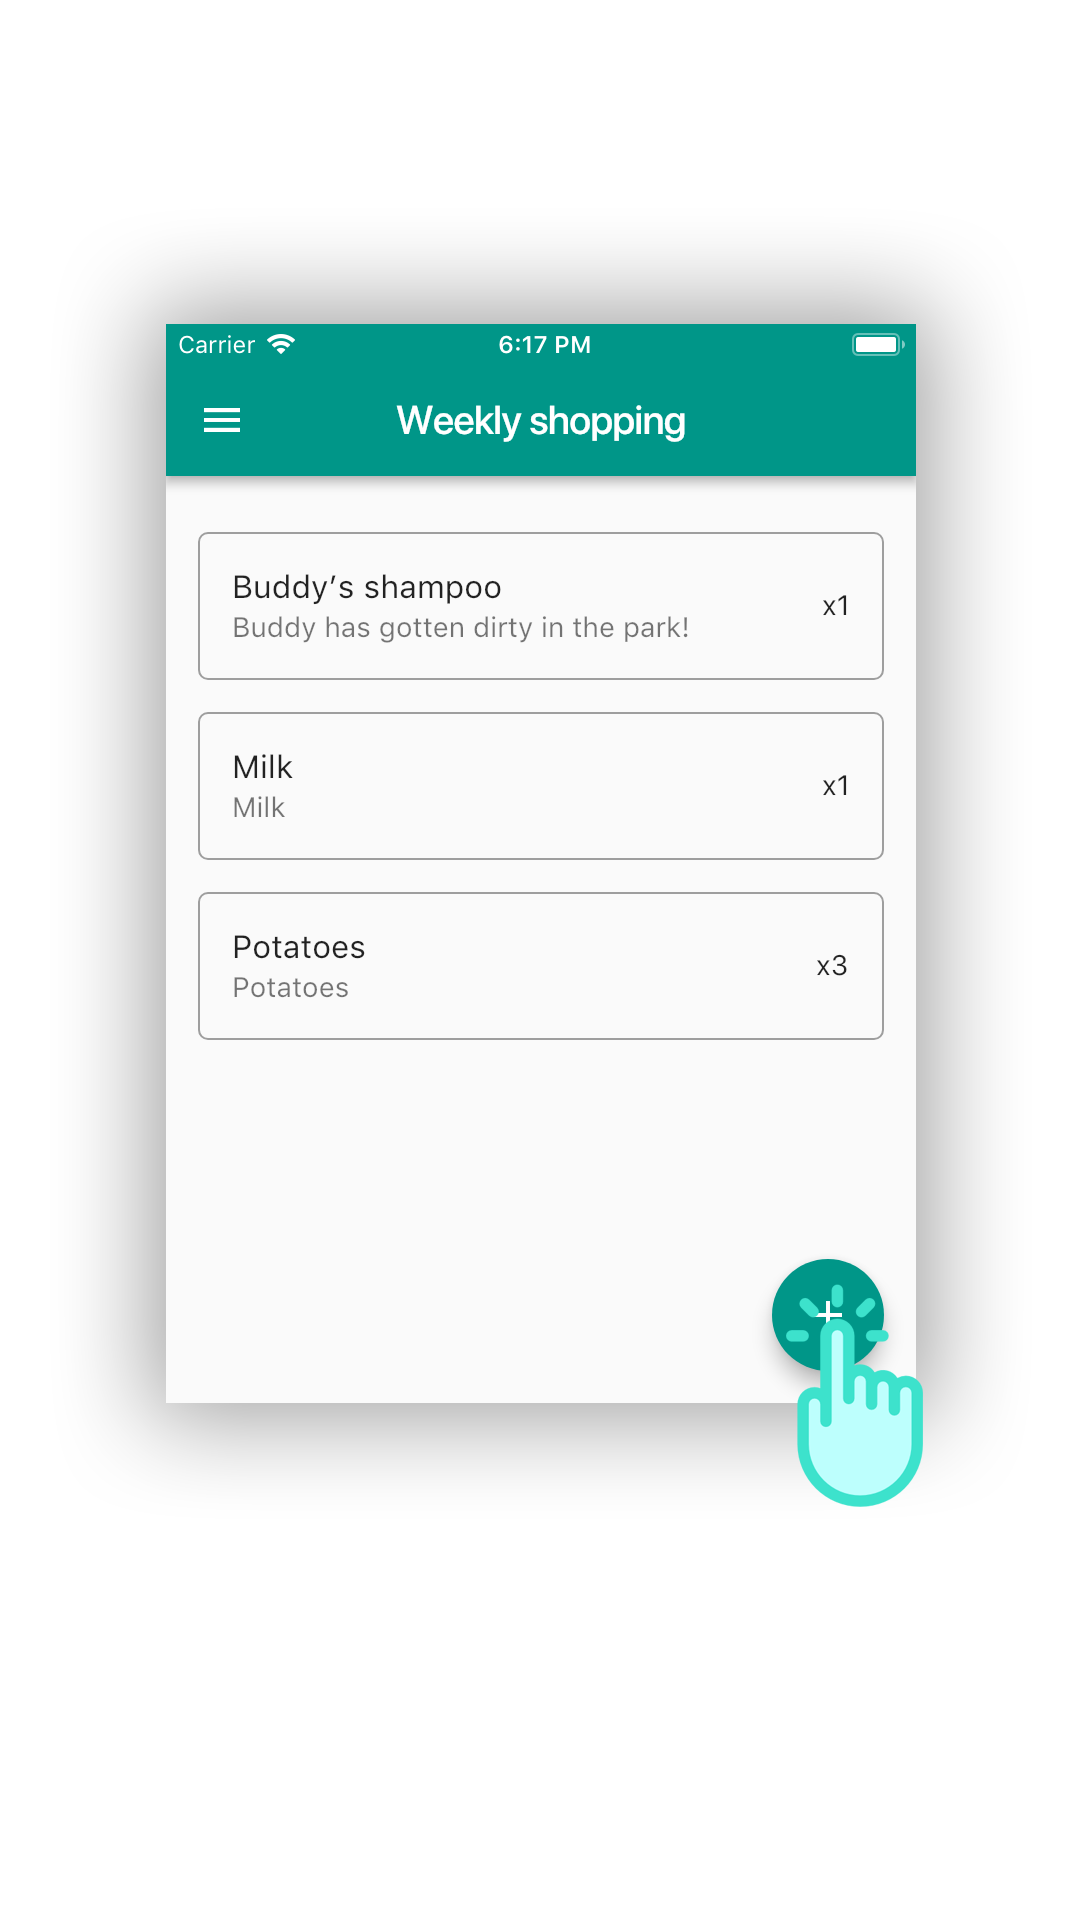 Carrier 6:17 PM
Weekly shopping
Buddy’s shampoo
Buddy has gotten dirty in the park!
x1
Milk
Milk
x1
Potatoes
Potatoes
x3